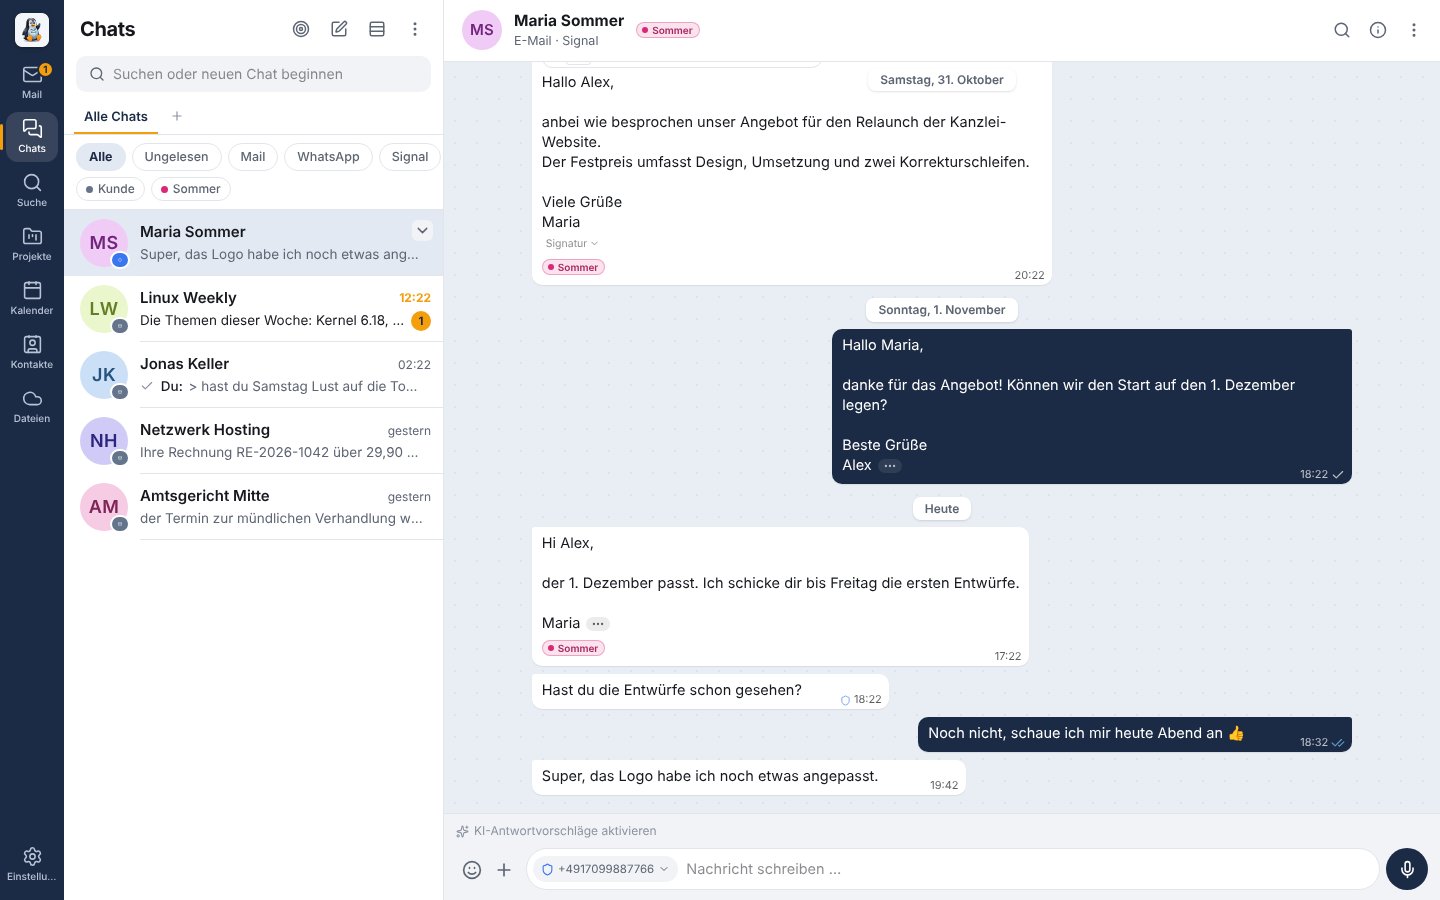 1
Mail
Chats
Suche
Projekte
Kalender
Kontakte
Dateien
Einstellu...
Chats
Suchen oder neuen Chat beginnen
Alle Chats
Alle
Ungelesen
Mail
WhatsApp
Signal
Kunde
Sommer
MS
Maria Sommer
Super, das Logo habe ich noch etwas ang...
LW
Linux Weekly
12:22
Die Themen dieser Woche: Kernel 6.18, ...
1
JK
Jonas Keller
02:22
Du: > hast du Samstag Lust auf die To...
NH
Netzwerk Hosting
gestern
Ihre Rechnung RE-2026-1042 über 29,90 ...
AM
Amtsgericht Mitte
gestern
der Termin zur mündlichen Verhandlung w...
MS
Maria Sommer
Sommer
E-Mail · Signal
Samstag, 31. Oktober
Hallo Alex,
anbei wie besprochen unser Angebot für den Relaunch der Kanzlei-
Website.
Der Festpreis umfasst Design, Umsetzung und zwei Korrekturschleifen.
Viele Grüße
Maria
Signatur
Sommer
20:22
Sonntag, 1. November
Hallo Maria,
danke für das Angebot! Können wir den Start auf den 1. Dezember
legen?
Beste Grüße
Alex ...
18:22
Heute
Hi Alex,
der 1. Dezember passt. Ich schicke dir bis Freitag die ersten Entwürfe.
Maria ...
Sommer
17:22
Hast du die Entwürfe schon gesehen?
18:22
Noch nicht, schaue ich mir heute Abend an 👍
18:32
Super, das Logo habe ich noch etwas angepasst.
19:42
KI-Antwortvorschläge aktivieren
+4917099887766
Nachricht schreiben ...